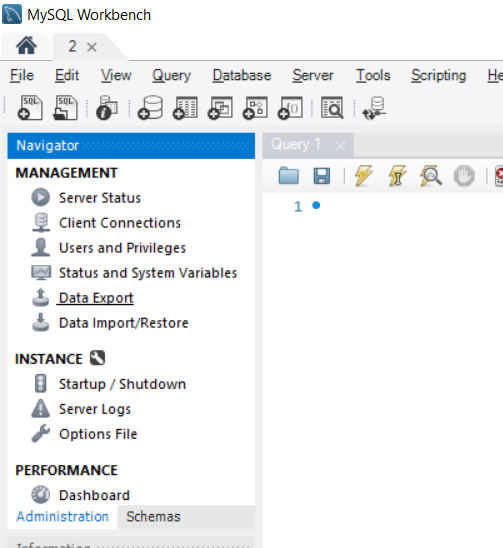 MySQL Workbench
2
File Edit View Query Database Server Tools Scripting He
SQL SQL
Navigator
Query 1
MANAGEMENT
Server Status
Client Connections
Users and Privileges
Status and System Variables
Data Export
Data Import/Restore
INSTANCE
Startup / Shutdown
Server Logs
Options File
PERFORMANCE
Dashboard
Administration Schemas
Information
1